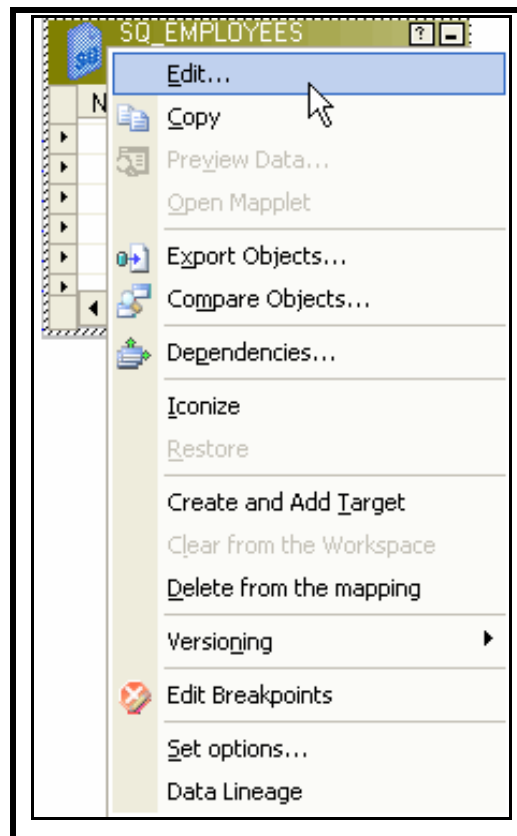 SQ_EMPLOYEES
Edit...
N
Copy
Preview Data...
Open Mapplet
Export Objects...
Compare Objects...
Dependencies...
Iconize
Restore
Create and Add Target
Clear from the Workspace
Delete from the mapping
Versioning
Edit Breakpoints
Set options...
Data Lineage